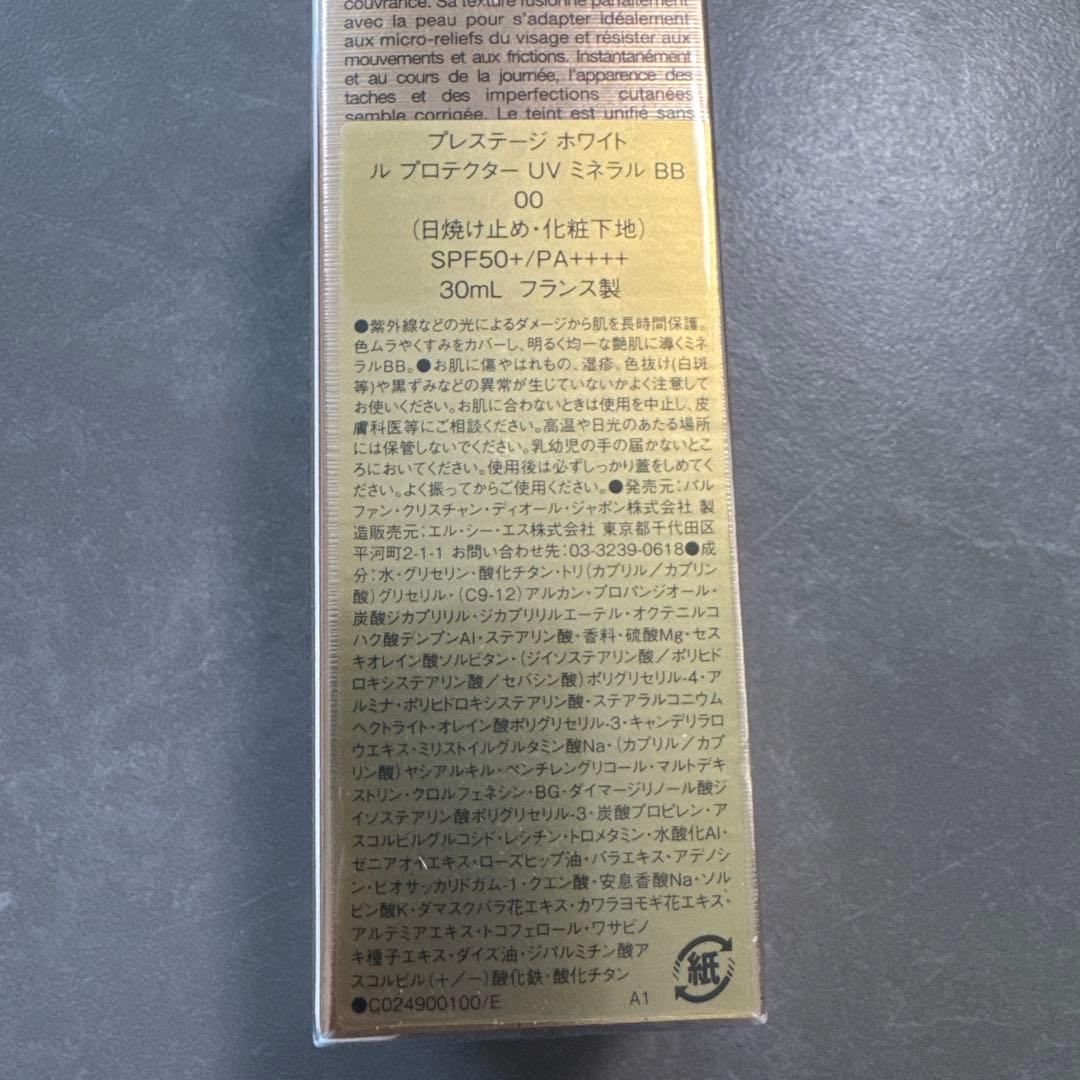 couvrance. Sa texture fusionne parfaitement
avec la peau pour s'adapter idéalement
aux micro-reliefs du visage et résister aux
mouvements et aux frictions. Instantanément
et au cours de la journée, l'apparence des
taches et des imperfections cutanées
semble corrigée. Le teint est unifié sans
プレステージ ホワイト
ル プロテクター UV ミネラル BB
00
(日焼け止め・化粧下地)
SPF50+/PA++++
30mL フランス製
●紫外線などの光によるダメージから肌を長時間保護。
色ムラやくすみをカバーし、明るく均一な艶肌に導くミネ
ラルBB。●お肌に傷やはれもの、湿疹、色抜け(白斑
等)や黒ずみなどの異常が生じていないかよく注意して
お使いください。お肌に合わないときは使用を中止し、皮
膚科医等にご相談ください。高温や日光のあたる場所
には保管しないでください。乳幼児の手の届かないとこ
ろにおいてください。使用後は必ずしっかり蓋をしめてく
ださい。よく振ってからご使用ください。●発売元:パル
ファン・クリスチャン・ディオール・ジャポン株式会社 製
造販売元:エル・シー・エス株式会社 東京都千代田区
平河町2-1-1 お問い合わせ先:03-3239-0618●成
分:水・グリセリン・酸化チタン・トリ(カプリル/カプリン
酸)グリセリル・(C9-12)アルカン・プロパンジオール・
炭酸ジカプリリル・ジカプリリルエーテル・オクテニルコ
ハク酸デンプンAl・ステアリン酸・香料・硫酸Mg・セス
キオレイン酸ソルビタン・(ジイソステアリン酸/ポリヒド
ロキシステアリン酸/セバシン酸)ポリグリセリル-4・ア
ルミナ・ポリヒドロキシステアリン酸・ステアラルコニウム
ヘクトライト・オレイン酸ポリグリセリル-3・キャンデリラロ
ウエキス・ミリストイルグルタミン酸Na・(カプリル/カプ
リン酸)ヤシアルキル・ペンチレングリコール・マルトデキ
ストリン・クロルフェネシン・BG・ダイマージリノール酸ジ
イソステアリン酸ポリグリセリル-3・炭酸プロピレン・ア
スコルビルグルコシド・レシチン・トロメタミン・水酸化Al・
ゼニアオイエキス・ローズヒップ油・バラエキス・アデノシ
ン・ビオサッカリドガム-1・クエン酸・安息香酸Na・ソル
ビン酸K・ダマスクバラ花エキス・カワラヨモギ花エキス・
アルテミアエキス・トコフェロール・ワサビノ
キ種子エキス・ダイズ油・ジパルミチン酸ア
スコルビル(+/−)酸化鉄・酸化チタン
●C024900100/E A1
紙